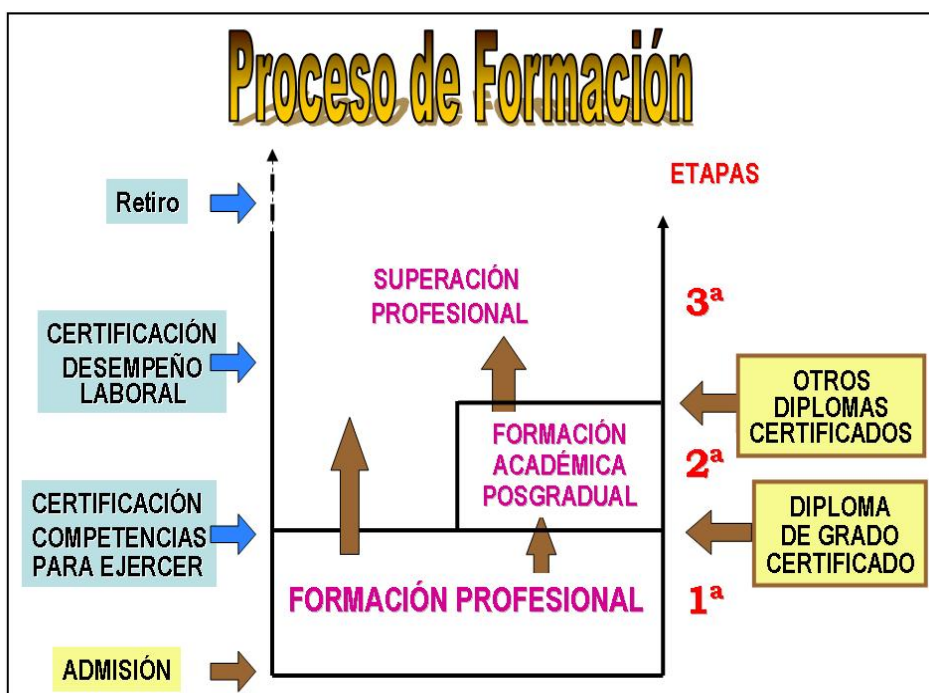 Proceso de Formación
ETAPAS
Retiro
SUPERACIÓN
PROFESIONAL
3ª
CERTIFICACIÓN
DESEMPEÑO
LABORAL
OTROS
DIPLOMAS
CERTIFICADOS
FORMACIÓN
ACADÉMICA
POSGRADUAL
2ª
CERTIFICACIÓN
COMPETENCIAS
PARA EJERCER
DIPLOMA
DE GRADO
CERTIFICADO
FORMACIÓN PROFESIONAL
1ª
ADMISIÓN